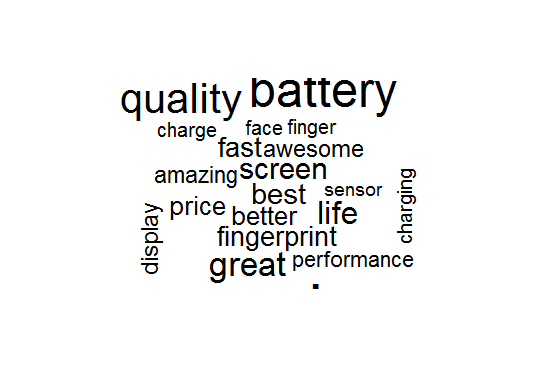 quality battery
charge face finger
fast awesome
amazing screen
best sensor
price better life
charging
display
fingerprint
great performance